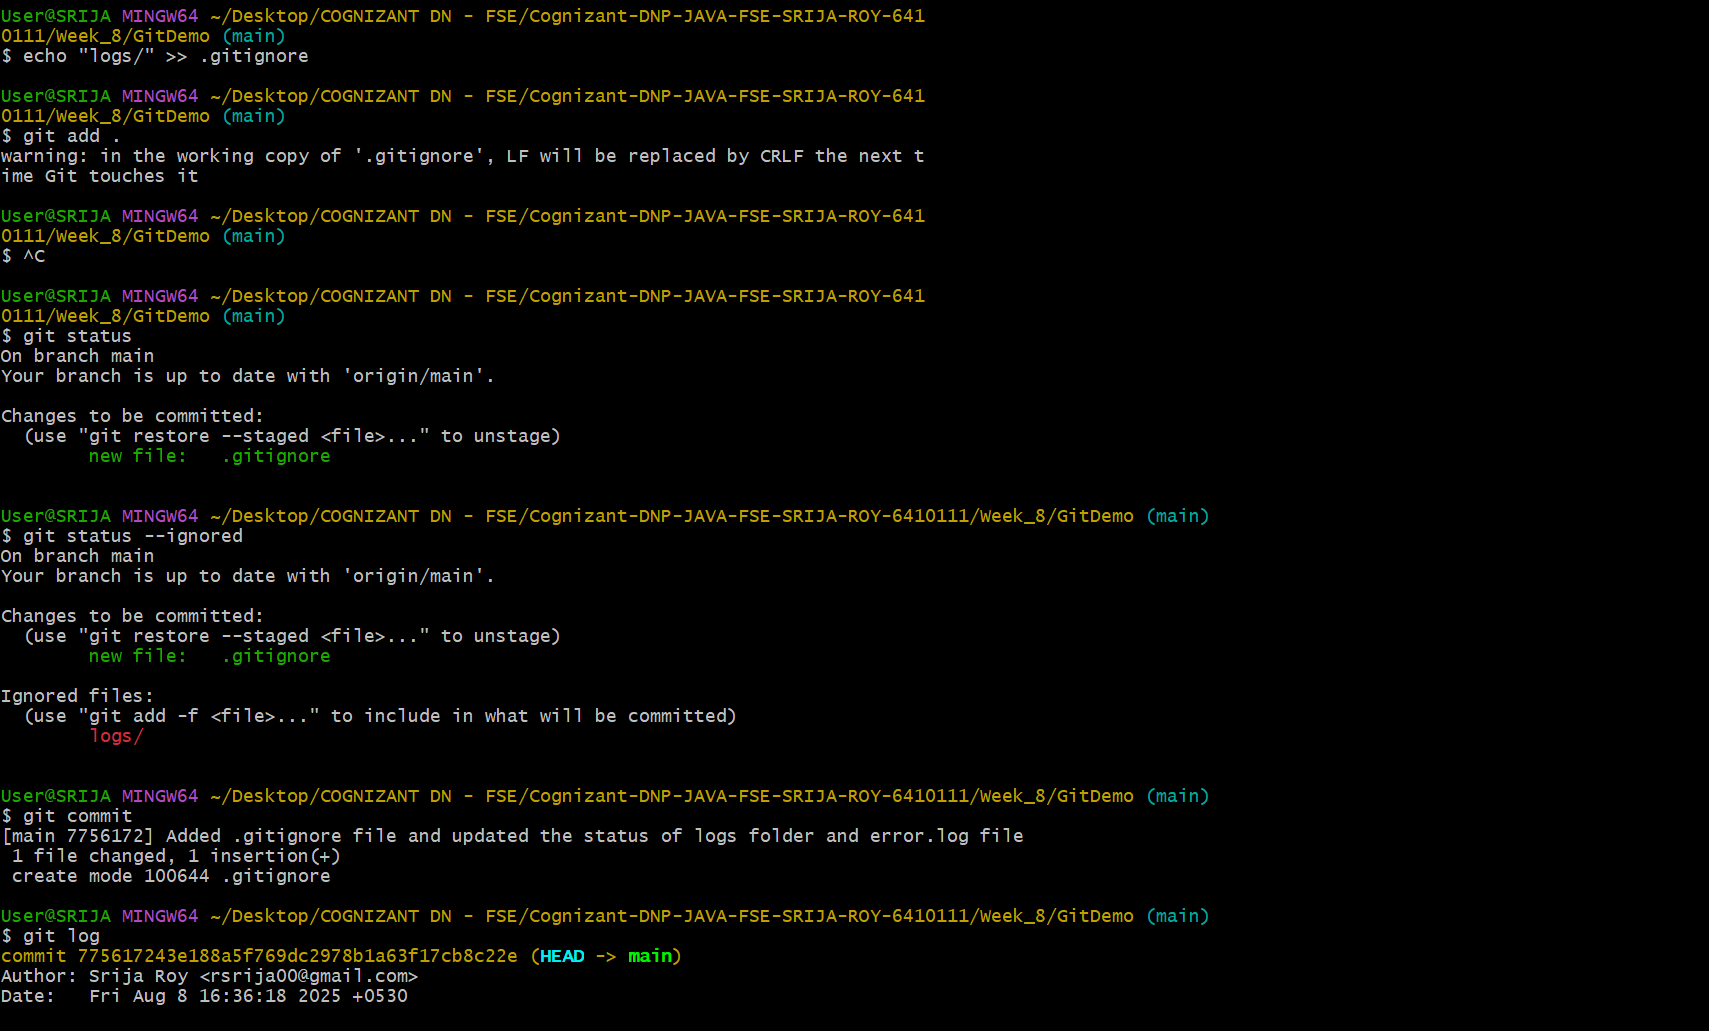 User@SRIJA MINGW64 ~/Desktop/COGNIZANT DN - FSE/Cognizant-DNP-JAVA-FSE-SRIJA-ROY-641
0111/Week_8/GitDemo (main)
$ echo "logs/" >> .gitignore
User@SRIJA MINGW64 ~/Desktop/COGNIZANT DN - FSE/Cognizant-DNP-JAVA-FSE-SRIJA-ROY-641
0111/Week_8/GitDemo (main)
$ git add .
warning: in the working copy of '.gitignore', LF will be replaced by CRLF the next t
ime Git touches it
User@SRIJA MINGW64 ~/Desktop/COGNIZANT DN - FSE/Cognizant-DNP-JAVA-FSE-SRIJA-ROY-641
0111/Week_8/GitDemo (main)
$ ^C
User@SRIJA MINGW64 ~/Desktop/COGNIZANT DN - FSE/Cognizant-DNP-JAVA-FSE-SRIJA-ROY-641
0111/Week_8/GitDemo (main)
$ git status
On branch main
Your branch is up to date with 'origin/main'.
Changes to be committed:
  (use "git restore --staged <file>..." to unstage)
        new file:   .gitignore
User@SRIJA MINGW64 ~/Desktop/COGNIZANT DN - FSE/Cognizant-DNP-JAVA-FSE-SRIJA-ROY-6410111/Week_8/GitDemo (main)
$ git status --ignored
On branch main
Your branch is up to date with 'origin/main'.
Changes to be committed:
  (use "git restore --staged <file>..." to unstage)
        new file:   .gitignore
Ignored files:
  (use "git add -f <file>..." to include in what will be committed)
        logs/
User@SRIJA MINGW64 ~/Desktop/COGNIZANT DN - FSE/Cognizant-DNP-JAVA-FSE-SRIJA-ROY-6410111/Week_8/GitDemo (main)
$ git commit
[main 7756172] Added .gitignore file and updated the status of logs folder and error.log file
 1 file changed, 1 insertion(+)
 create mode 100644 .gitignore
User@SRIJA MINGW64 ~/Desktop/COGNIZANT DN - FSE/Cognizant-DNP-JAVA-FSE-SRIJA-ROY-6410111/Week_8/GitDemo (main)
$ git log
commit 775617243e188a5f769dc2978b1a63f17cb8c22e (HEAD -> main)
Author: Srija Roy <rsrija00@gmail.com>
Date:   Fri Aug 8 16:36:18 2025 +0530